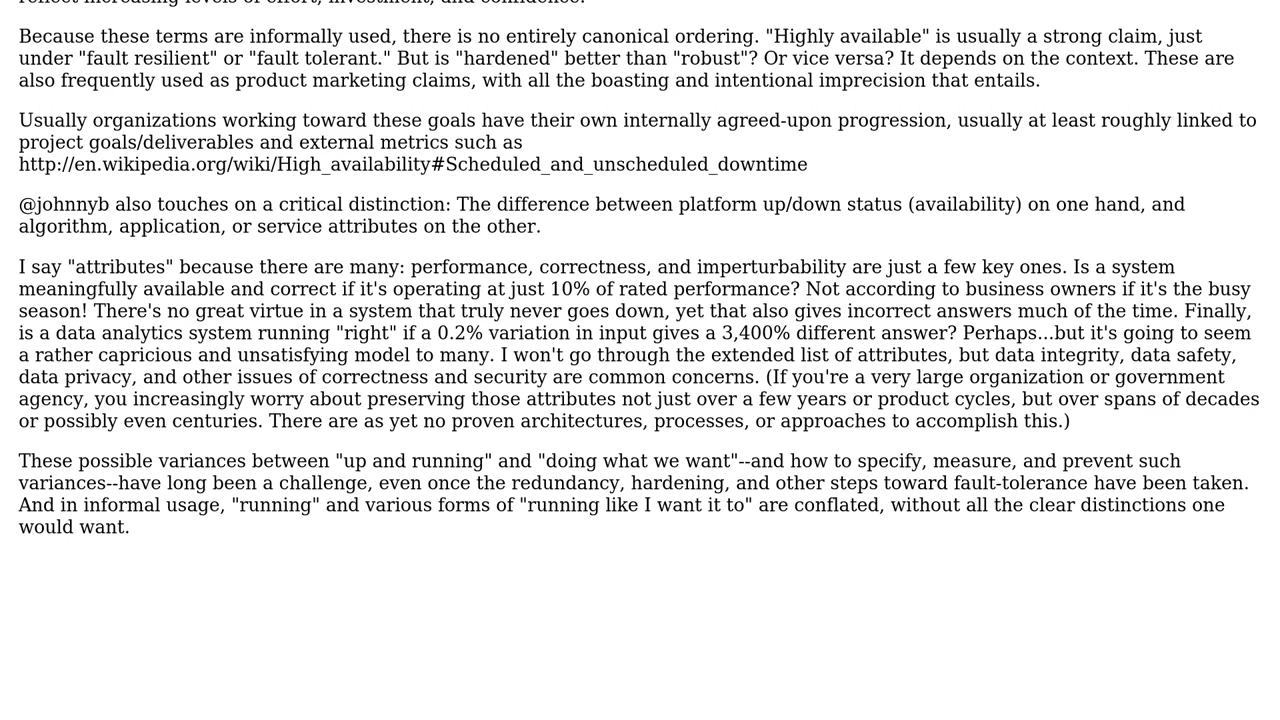 reflect increasing levels of effort, investment, and confidence.
Because these terms are informally used, there is no entirely canonical ordering. "Highly available" is usually a strong claim, just
under "fault resilient" or "fault tolerant." But is "hardened" better than "robust"? Or vice versa? It depends on the context. These are
also frequently used as product marketing claims, with all the boasting and intentional imprecision that entails.
Usually organizations working toward these goals have their own internally agreed-upon progression, usually at least roughly linked to
project goals/deliverables and external metrics such as
http://en.wikipedia.org/wiki/High_availability#Scheduled_and_unscheduled_downtime
@johnnyb also touches on a critical distinction: The difference between platform up/down status (availability) on one hand, and
algorithm, application, or service attributes on the other.
I say "attributes" because there are many: performance, correctness, and imperturbability are just a few key ones. Is a system
meaningfully available and correct if it's operating at just 10% of rated performance? Not according to business owners if it's the busy
season! There's no great virtue in a system that truly never goes down, yet that also gives incorrect answers much of the time. Finally,
is a data analytics system running "right" if a 0.2% variation in input gives a 3,400% different answer? Perhaps...but it's going to seem
a rather capricious and unsatisfying model to many. I won't go through the extended list of attributes, but data integrity, data safety,
data privacy, and other issues of correctness and security are common concerns. (If you're a very large organization or government
agency, you increasingly worry about preserving those attributes not just over a few years or product cycles, but over spans of decades
or possibly even centuries. There are as yet no proven architectures, processes, or approaches to accomplish this.)
These possible variances between "up and running" and "doing what we want"--and how to specify, measure, and prevent such
variances--have long been a challenge, even once the redundancy, hardening, and other steps toward fault-tolerance have been taken.
And in informal usage, "running" and various forms of "running like I want it to" are conflated, without all the clear distinctions one
would want.